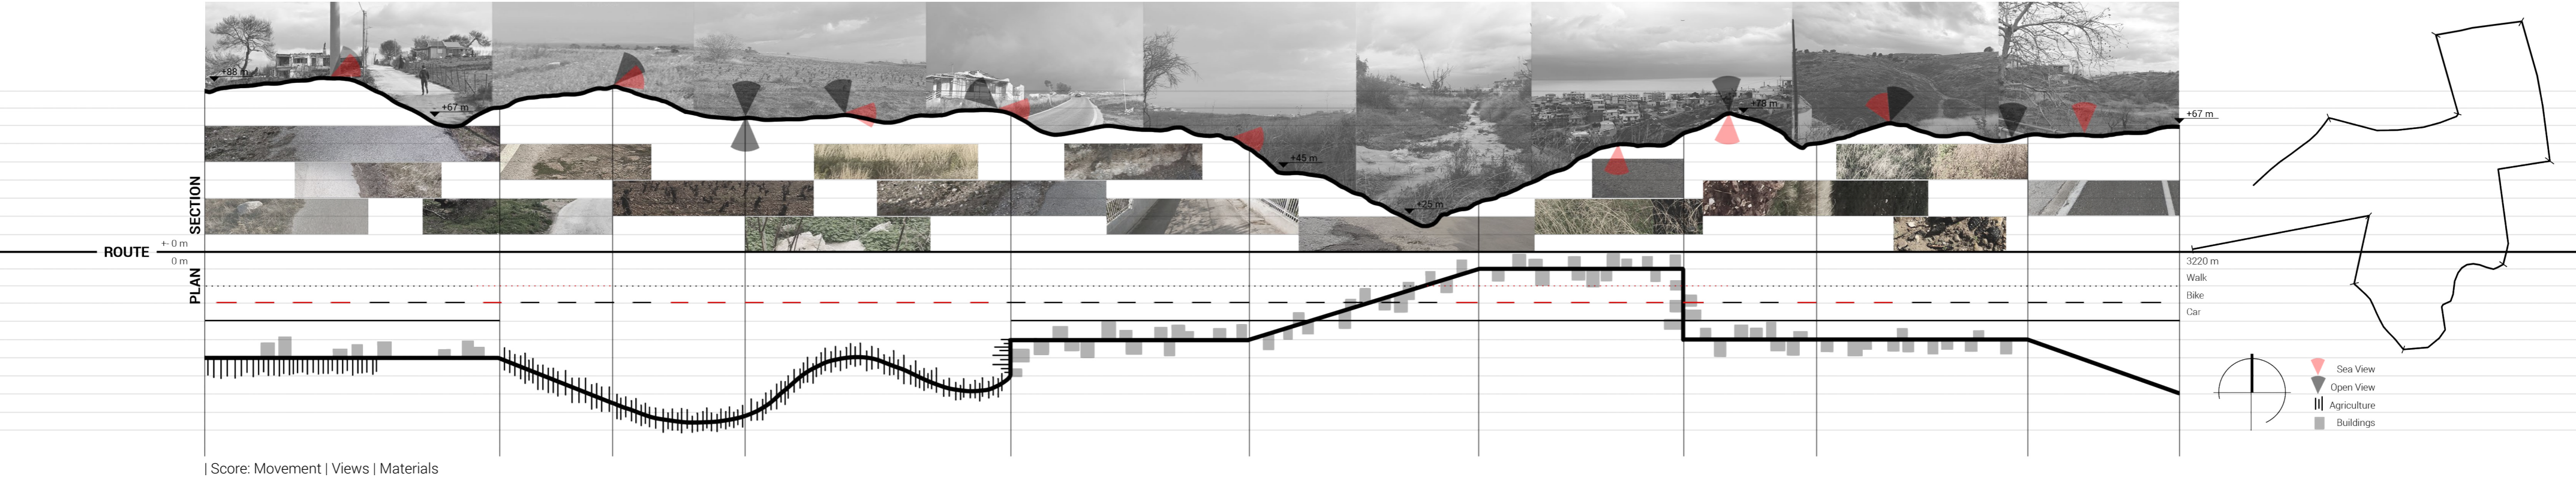 +88 m
+67 m
+45 m
+25 m
+78 m
+67 m
SECTION
ROUTE
+- 0 m
0 m
PLAN
3220 m
Walk
Bike
Car
Sea View
Open View
Agriculture
Buildings
| Score: Movement | Views | Materials